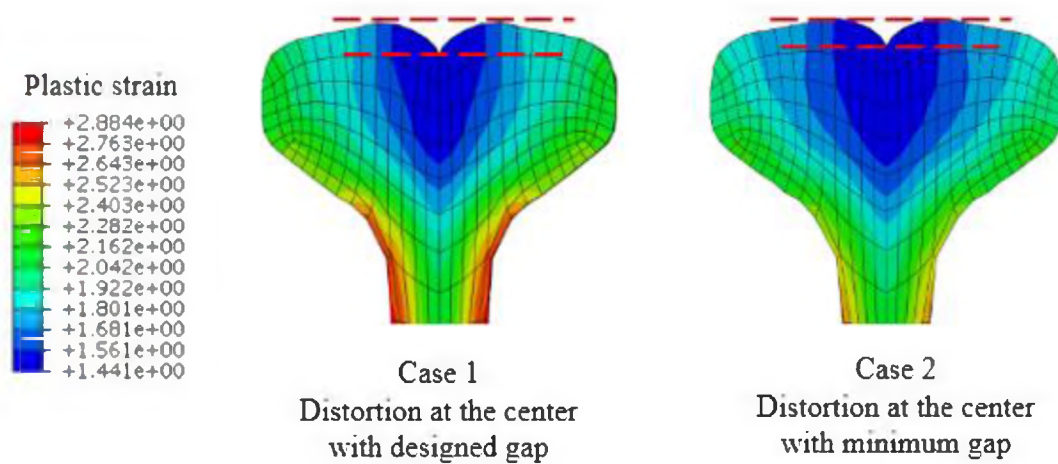 Plastic strain
+2.884e+00
+2.763e+00
+2.643e+00
+2.523e+00
+2.403e+00
+2.282e+00
+2.162e+00
+2.042e+00
+1.922e+00
+1.801e+00
+1.681e+00
+1.561e+00
+1.441e+00
Case 1
Distortion at the center
with designed gap
Case 2
Distortion at the center
with minimum gap